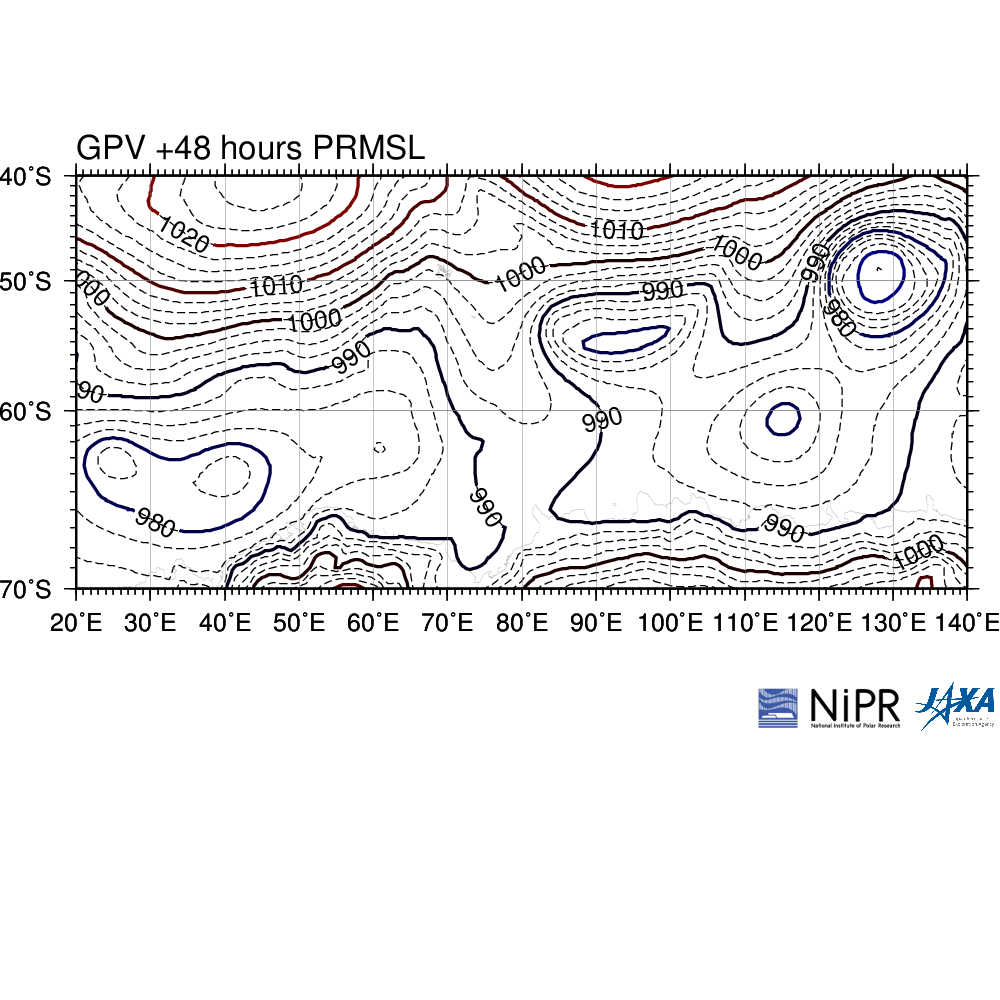 GPV +48 hours PRMSL
40˚S
1020
1010
1000
990
1010
1000
990
980
1000
50˚S
000
1010
1000
990
90
60˚S
990
980
990
990
1000
70˚S
20˚E 30˚E 40˚E 50˚E 60˚E 70˚E 80˚E 90˚E 100˚E 110˚E 120˚E 130˚E 140˚E
NiPR
National Institute of Polar Research
JAXA
Japan Aerospace Exploration Agency